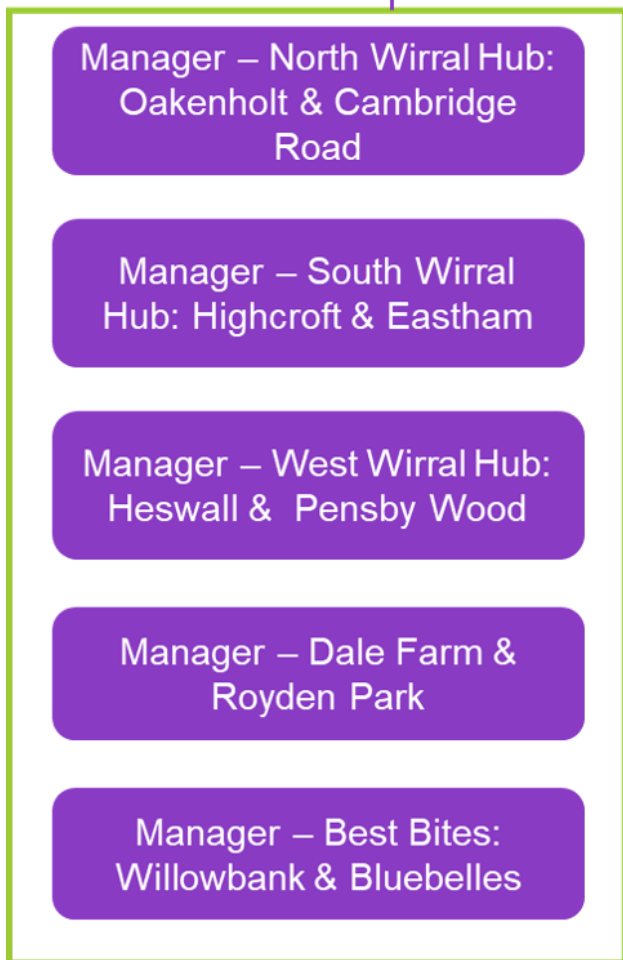 Manager – North Wirral Hub:
Oakenholt & Cambridge
Road
Manager – South Wirral
Hub: Highcroft & Eastham
Manager – West Wirral Hub:
Heswall & Pensby Wood
Manager – Dale Farm &
Royden Park
Manager – Best Bites:
Willowbank & Bluebelles